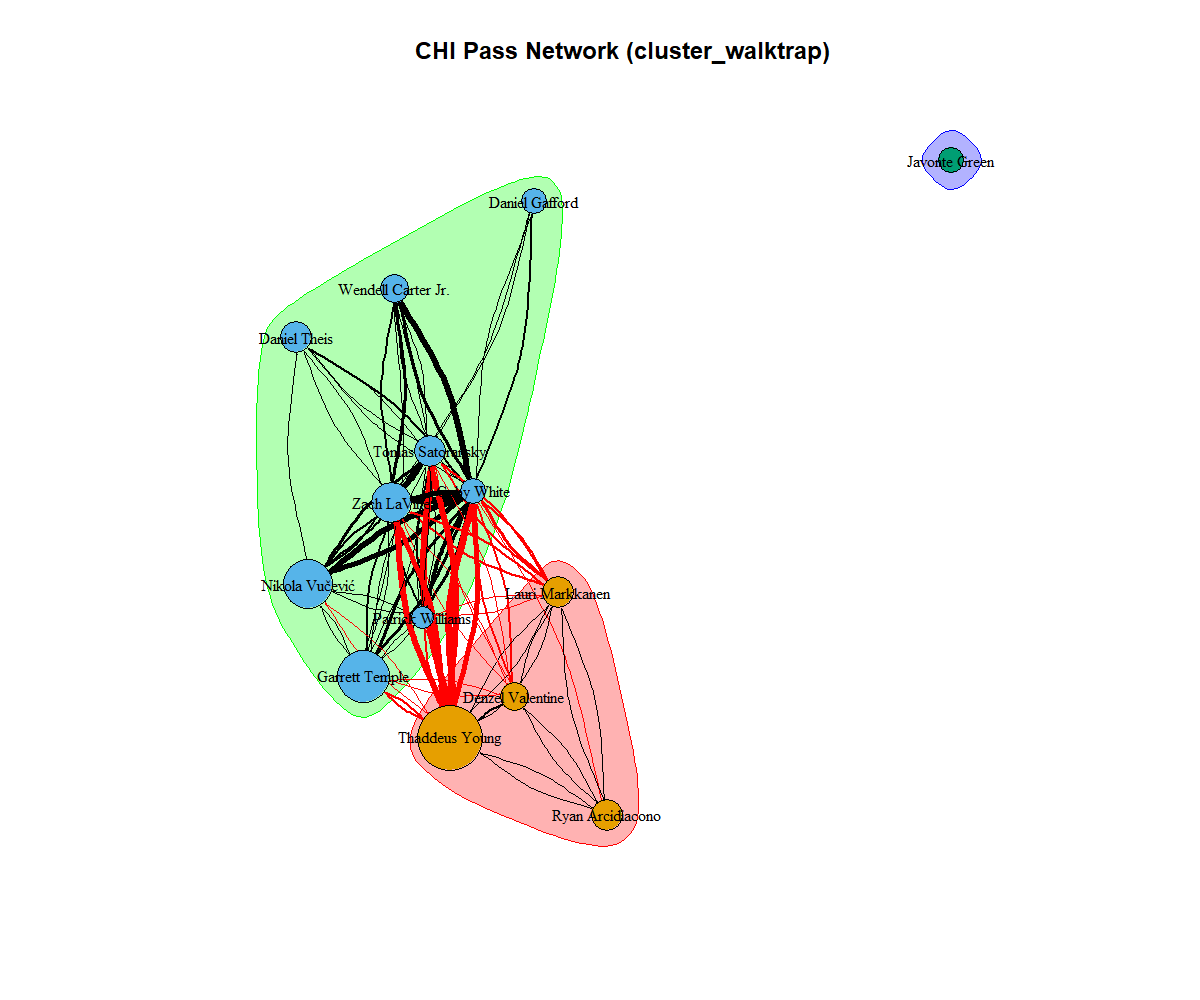 CHI Pass Network (cluster_walktrap)
Javonte Green
Daniel Gafford
Wendell Carter Jr.
Daniel Theis
Tomas Satoransky
Coby White
Zach LaVine
Nikola Vučević
Lauri Markkanen
Patrick Williams
Garrett Temple
Denzel Valentine
Thaddeus Young
Ryan Arcidiacono